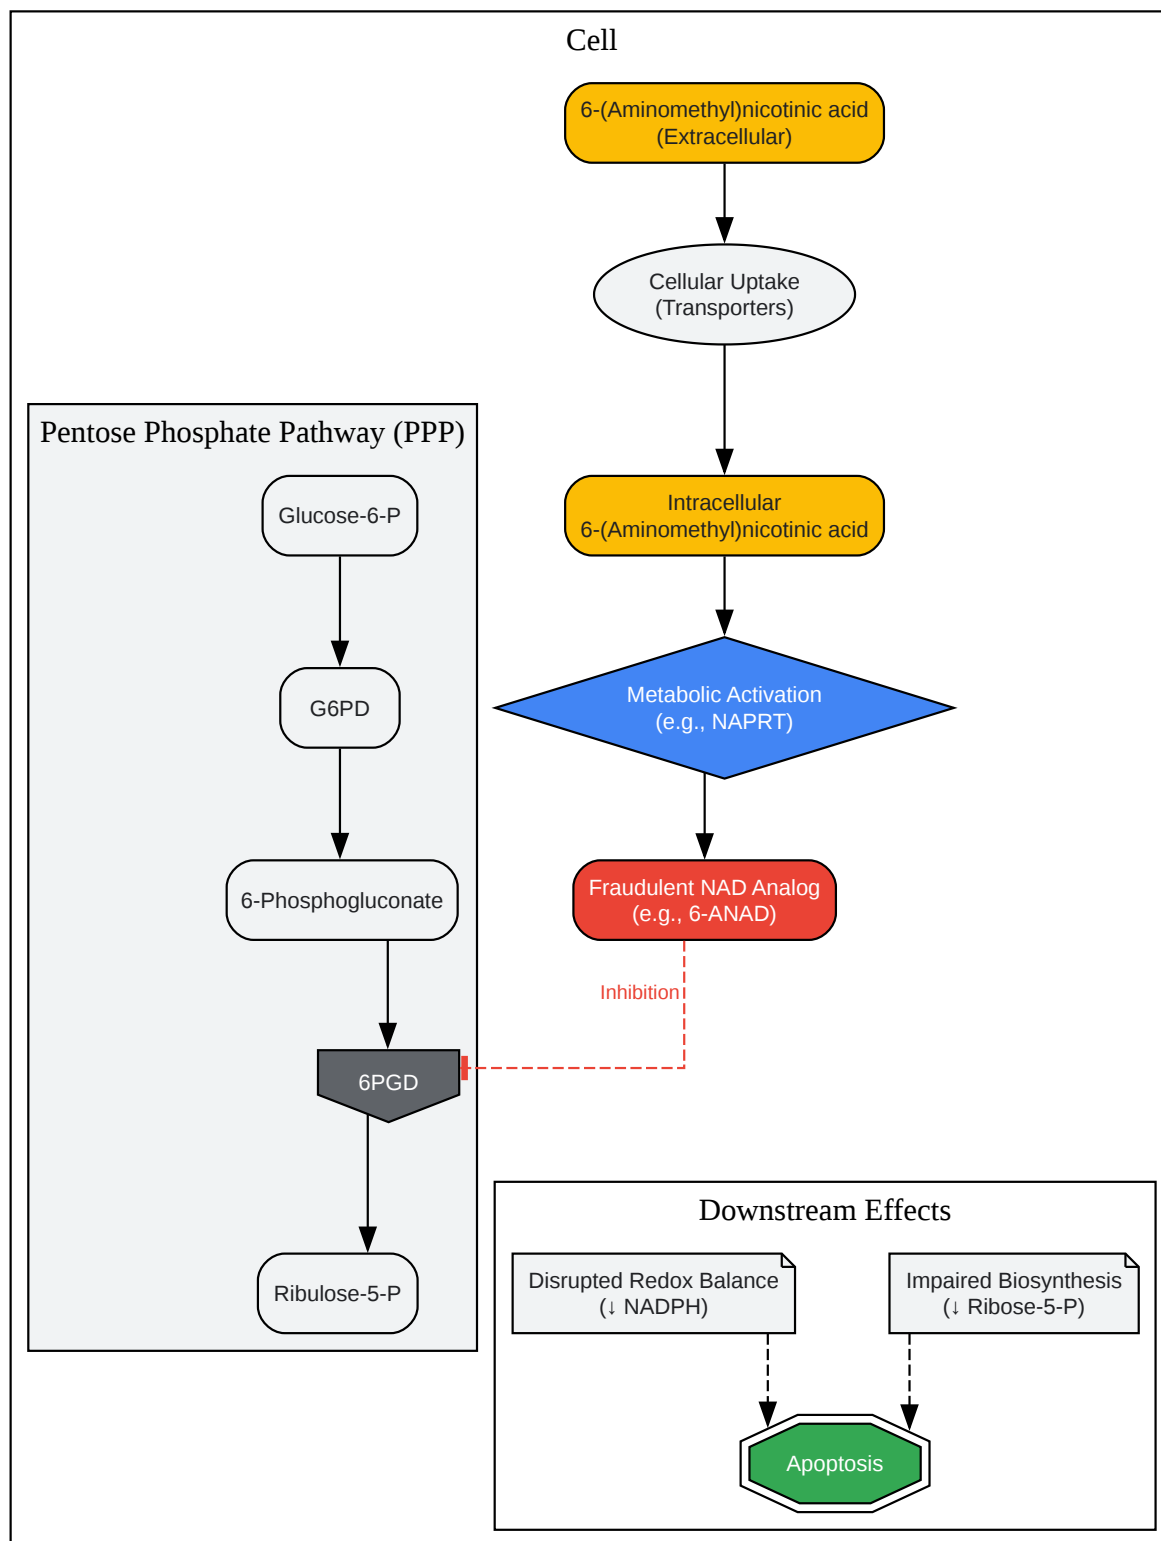 Cell
6-(Aminomethyl)nicotinic acid
(Extracellular)
Cellular Uptake
(Transporters)
Pentose Phosphate Pathway (PPP)
Glucose-6-P
Intracellular
6-(Aminomethyl)nicotinic acid
G6PD
Metabolic Activation
(e.g., NAPRT)
6-Phosphogluconate
Fraudulent NAD Analog
(e.g., 6-ANAD)
Inhibition
6PGD
Ribulose-5-P
Downstream Effects
Disrupted Redox Balance
(↓ NADPH)
Impaired Biosynthesis
(↓ Ribose-5-P)
Apoptosis